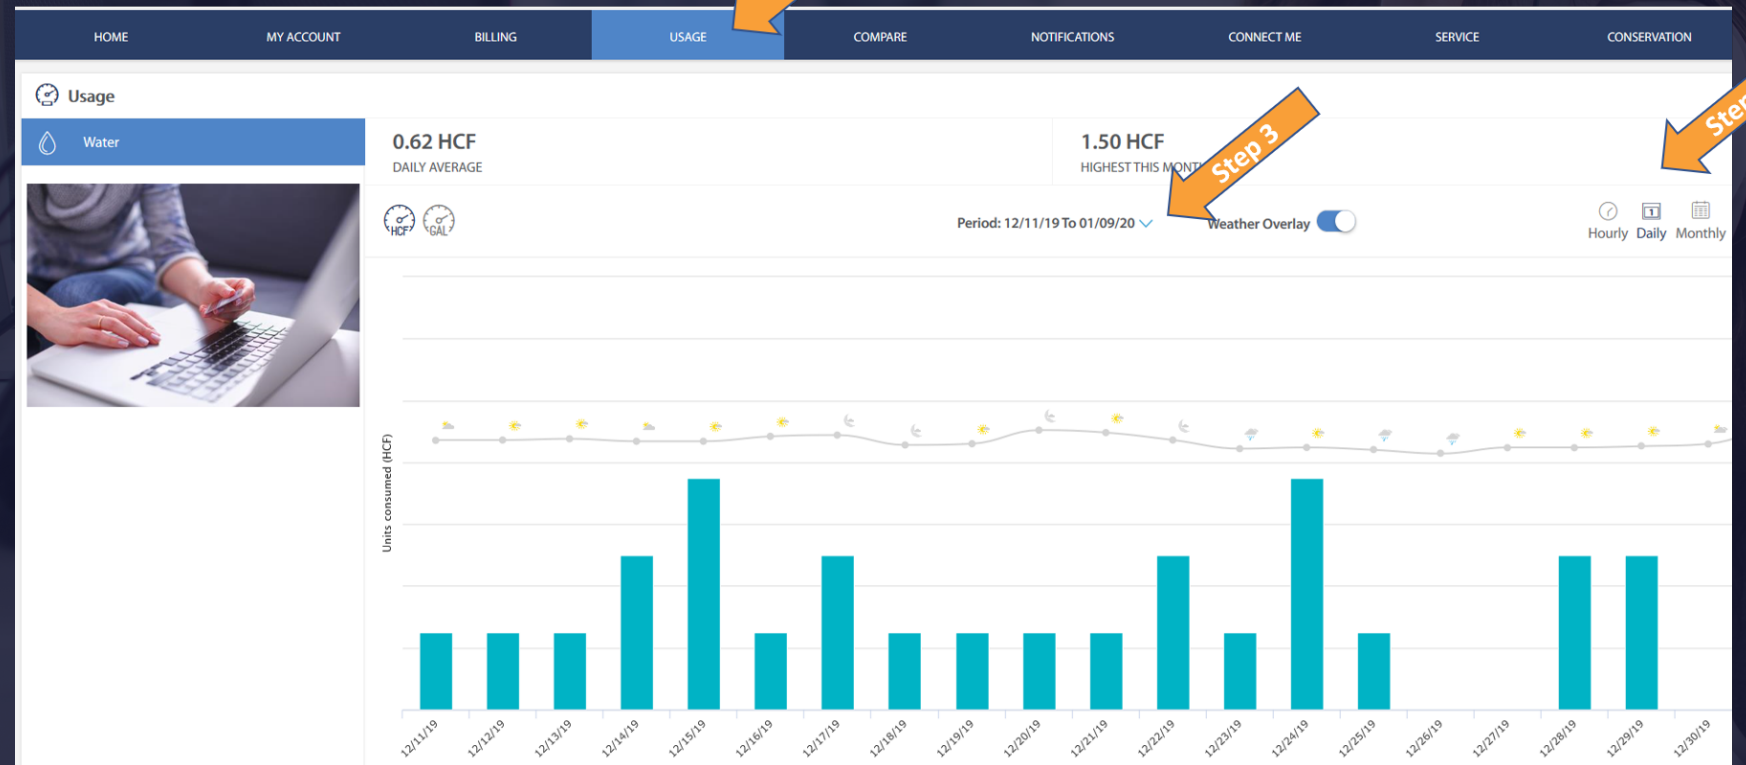 HOME MY ACCOUNT BILLING USAGE COMPARE NOTIFICATIONS CONNECT ME SERVICE CONSERVATION
Usage
Water
0.62 HCF
DAILY AVERAGE
1.50 HCF
HIGHEST THIS MONT
Step 3
Step
HCF GAL
Period: 12/11/19 To 01/09/20
Weather Overlay
1
Hourly Daily Monthly
Units consumed (HCF)
12/11/19 12/12/19 12/13/19 12/14/19 12/15/19 12/16/19 12/17/19 12/18/19 12/19/19 12/20/19 12/21/19 12/22/19 12/23/19 12/24/19 12/25/19 12/26/19 12/27/19 12/28/19 12/29/19 12/30/19